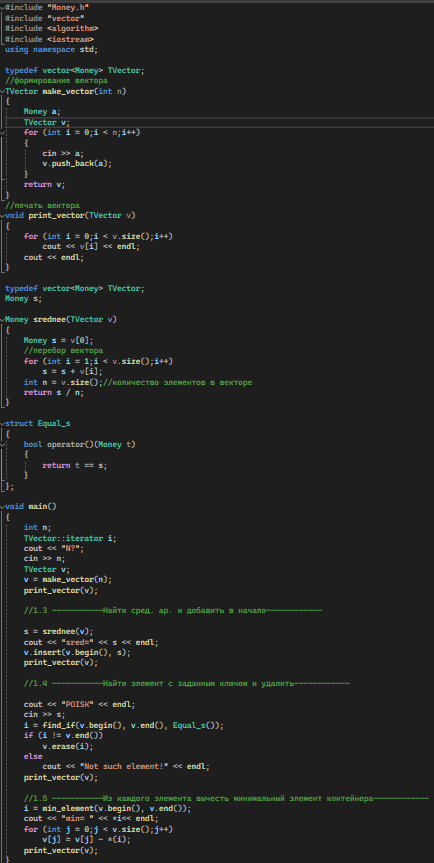 #include "Money.h"
#include "vector"
#include <algorithm>
#include <iostream>
using namespace std;
typedef vector<Money> TVector;
//формирование вектора
TVector make_vector(int n)
{
Money a;
TVector v;
for (int i = 0;i < n;i++)
{
cin >> a;
v.push_back(a);
}
return v;
}
//печать вектора
void print_vector(TVector v)
{
for (int i = 0;i < v.size();i++)
cout << v[i] << endl;
cout << endl;
}
typedef vector<Money> TVector;
Money s;
Money srednee(TVector v)
{
Money s = v[0];
//перебор вектора
for (int i = 1;i < v.size();i++)
s = s + v[i];
int n = v.size();//количество элементов в векторе
return s / n;
}
struct Equal_s
{
bool operator()(Money t)
{
return t == s;
}
};
void main()
{
int n;
TVector::iterator i;
cout << "N?";
cin >> n;
TVector v;
v = make_vector(n);
print_vector(v);
//1.3 -----------Найти сред. ар. и добавить в начало------------
s = srednee(v);
cout << "sred=" << s << endl;
v.insert(v.begin(), s);
print_vector(v);
//1.4 -----------Найти элемент с заданным ключом и удалить------------
cout << "POISK" << endl;
cin >> s;
i = find_if(v.begin(), v.end(), Equal_s());
if (i != v.end())
v.erase(i);
else
cout << "Not such element!" << endl;
print_vector(v);
//1.5 -----------Из каждого элемента вычесть минимальный элемент контейнера------------
i = min_element(v.begin(), v.end());
cout << "min= " << *i<< endl;
for (int j = 0;j < v.size();j++)
v[j] = v[j] - *(i);
print_vector(v);
}